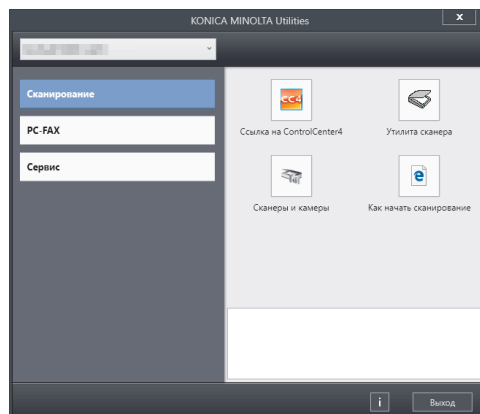 KONICA MINOLTA Utilities
x
Сканирование
PC-FAX
Сервис
CC4
Ссылка на ControlCenter4
Утилита сканера
Сканеры и камеры
Как начать сканирование
i
Выход